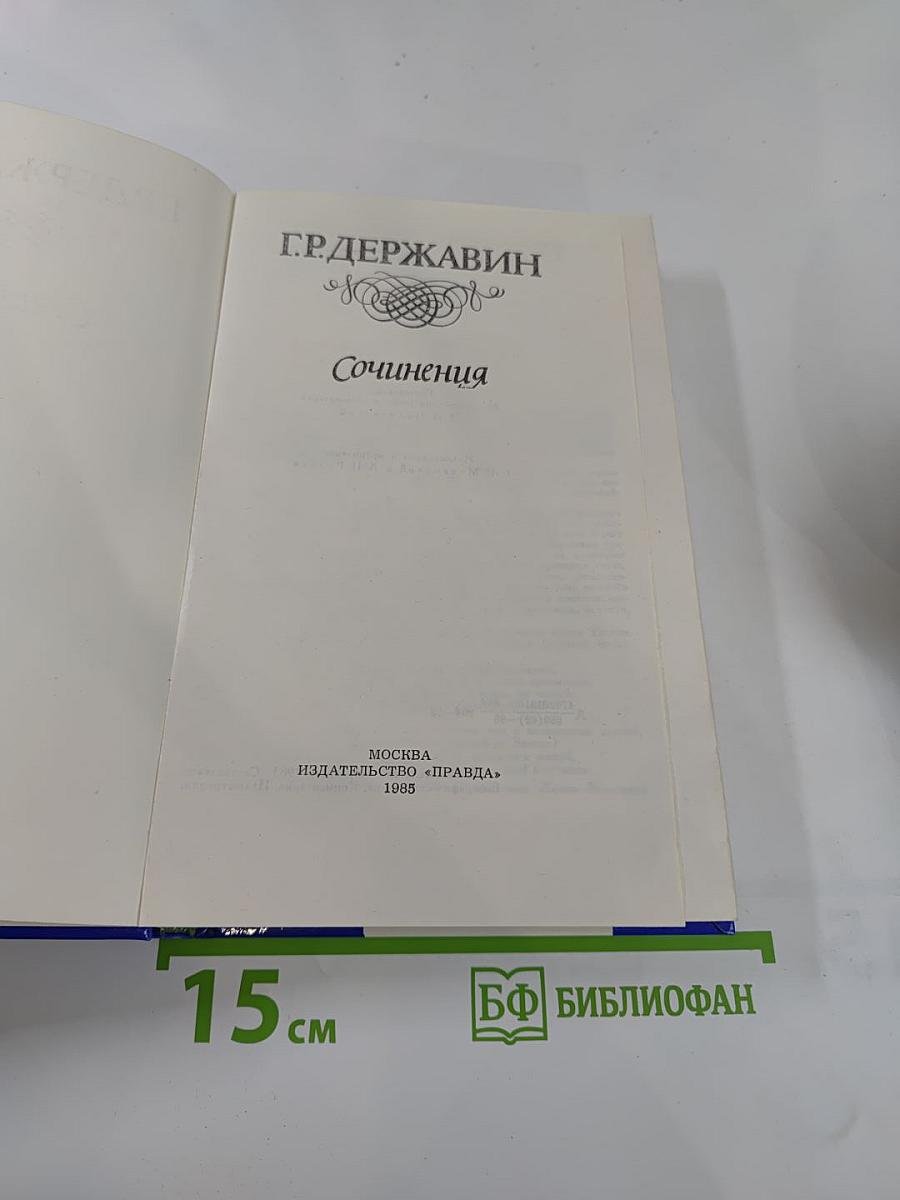 Г.Р.ДЕРЖАВИН
Сочинения
МОСКВА
ИЗДАТЕЛЬСТВО «ПРАВДА»
1985
15 см
БФ БИБЛИОФАН